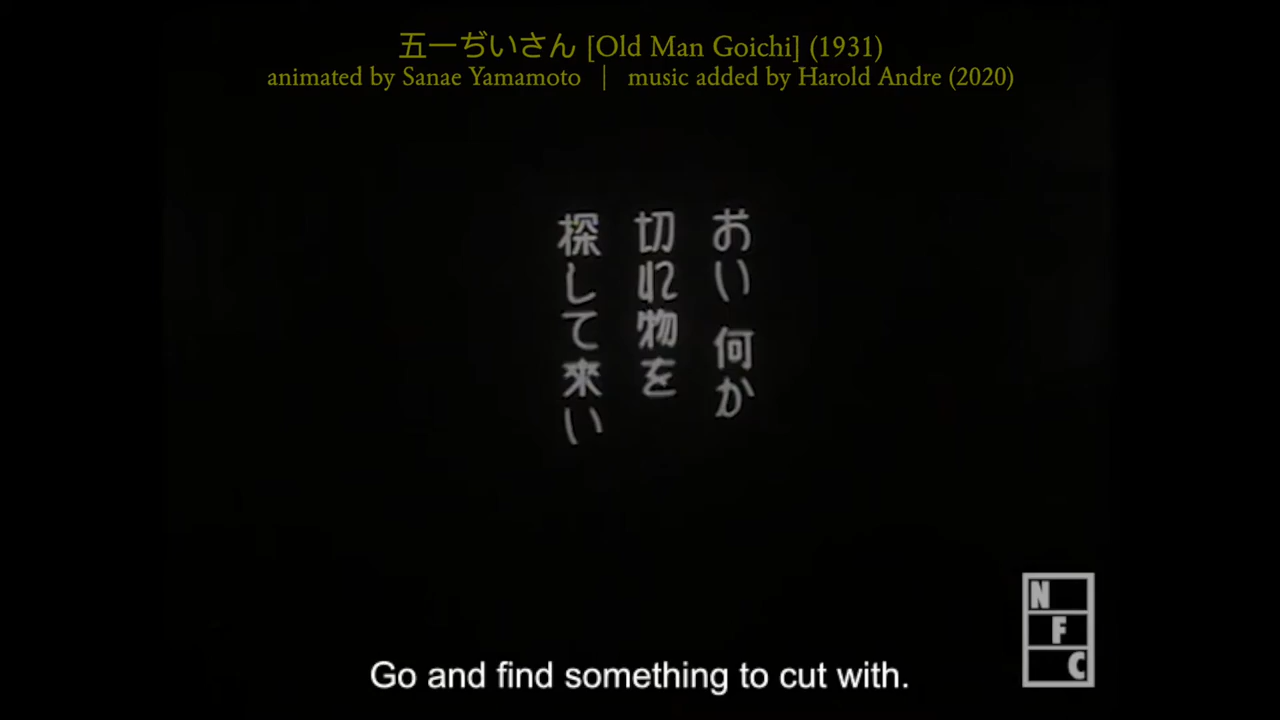 五一ぢいさん [Old Man Goichi] (1931)
animated by Sanae Yamamoto | music added by Harold Andre (2020)
おい 何か
切れ物を
探して來い
Go and find something to cut with.
N
F
C